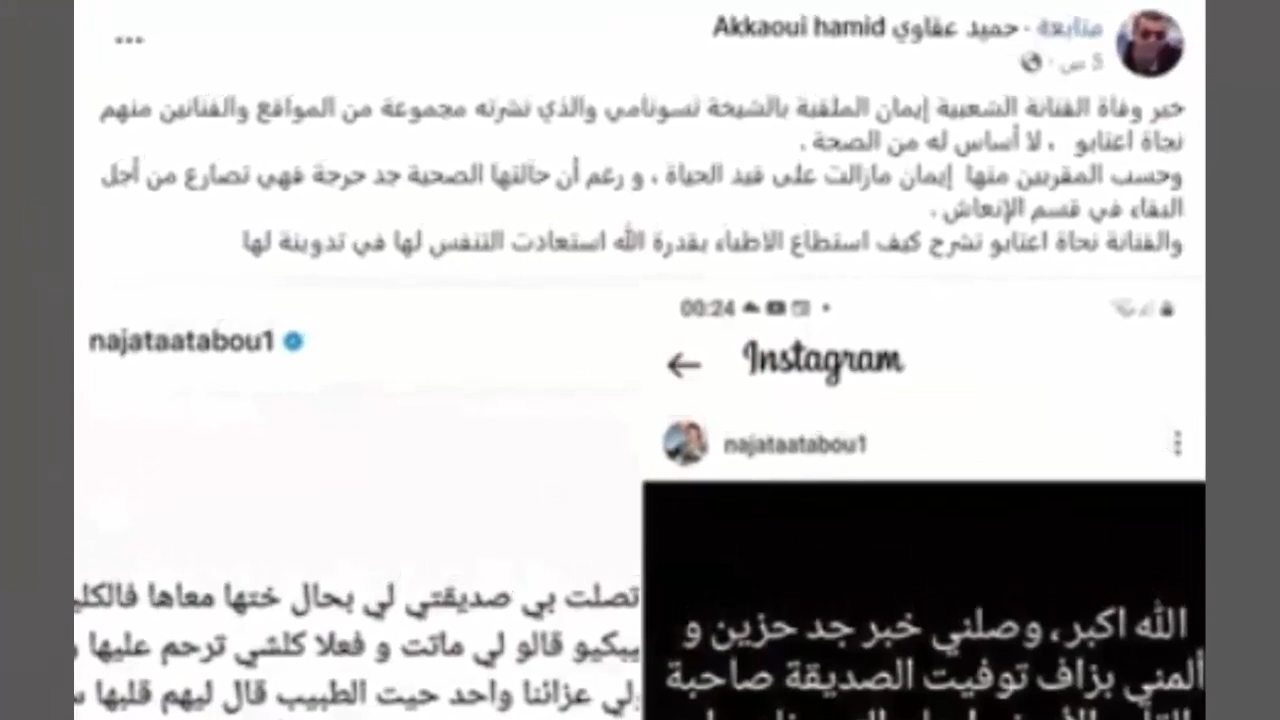 حميد عقاوي Akkaoui hamid · متابعة
5 س ·
خبر وفاة الفنانة الشعبية إيمان الملقبة بالشيخة تسونامي والذي نشرته مجموعة من المواقع والفنانين منهم
نجاة اعتابو ، لا أساس له من الصحة .
وحسب المقربين منها إيمان مازالت على قيد الحياة ، و رغم أن حالتها الصحية جد حرجة فهي تصارع من أجل
البقاء في قسم الإنعاش .
والفنانة نجاة اعتابو تشرح كيف استطاع الاطباء بقدرة الله استعادت التنفس لها في تدوينة لها
00:24
Instagram
najataatabou1
الله اكبر، وصلني خبر جد حزين و
ألمني بزاف توفيت الصديقة صاحبة
najataatabou1
تصلت بي صديقتي لي بحال ختها معاها فالكلي
يبكيو قالو لي ماتت و فعلا كلشي ترحم عليها
لي عزائنا واحد حيت الطبيب قال ليهم قلبها